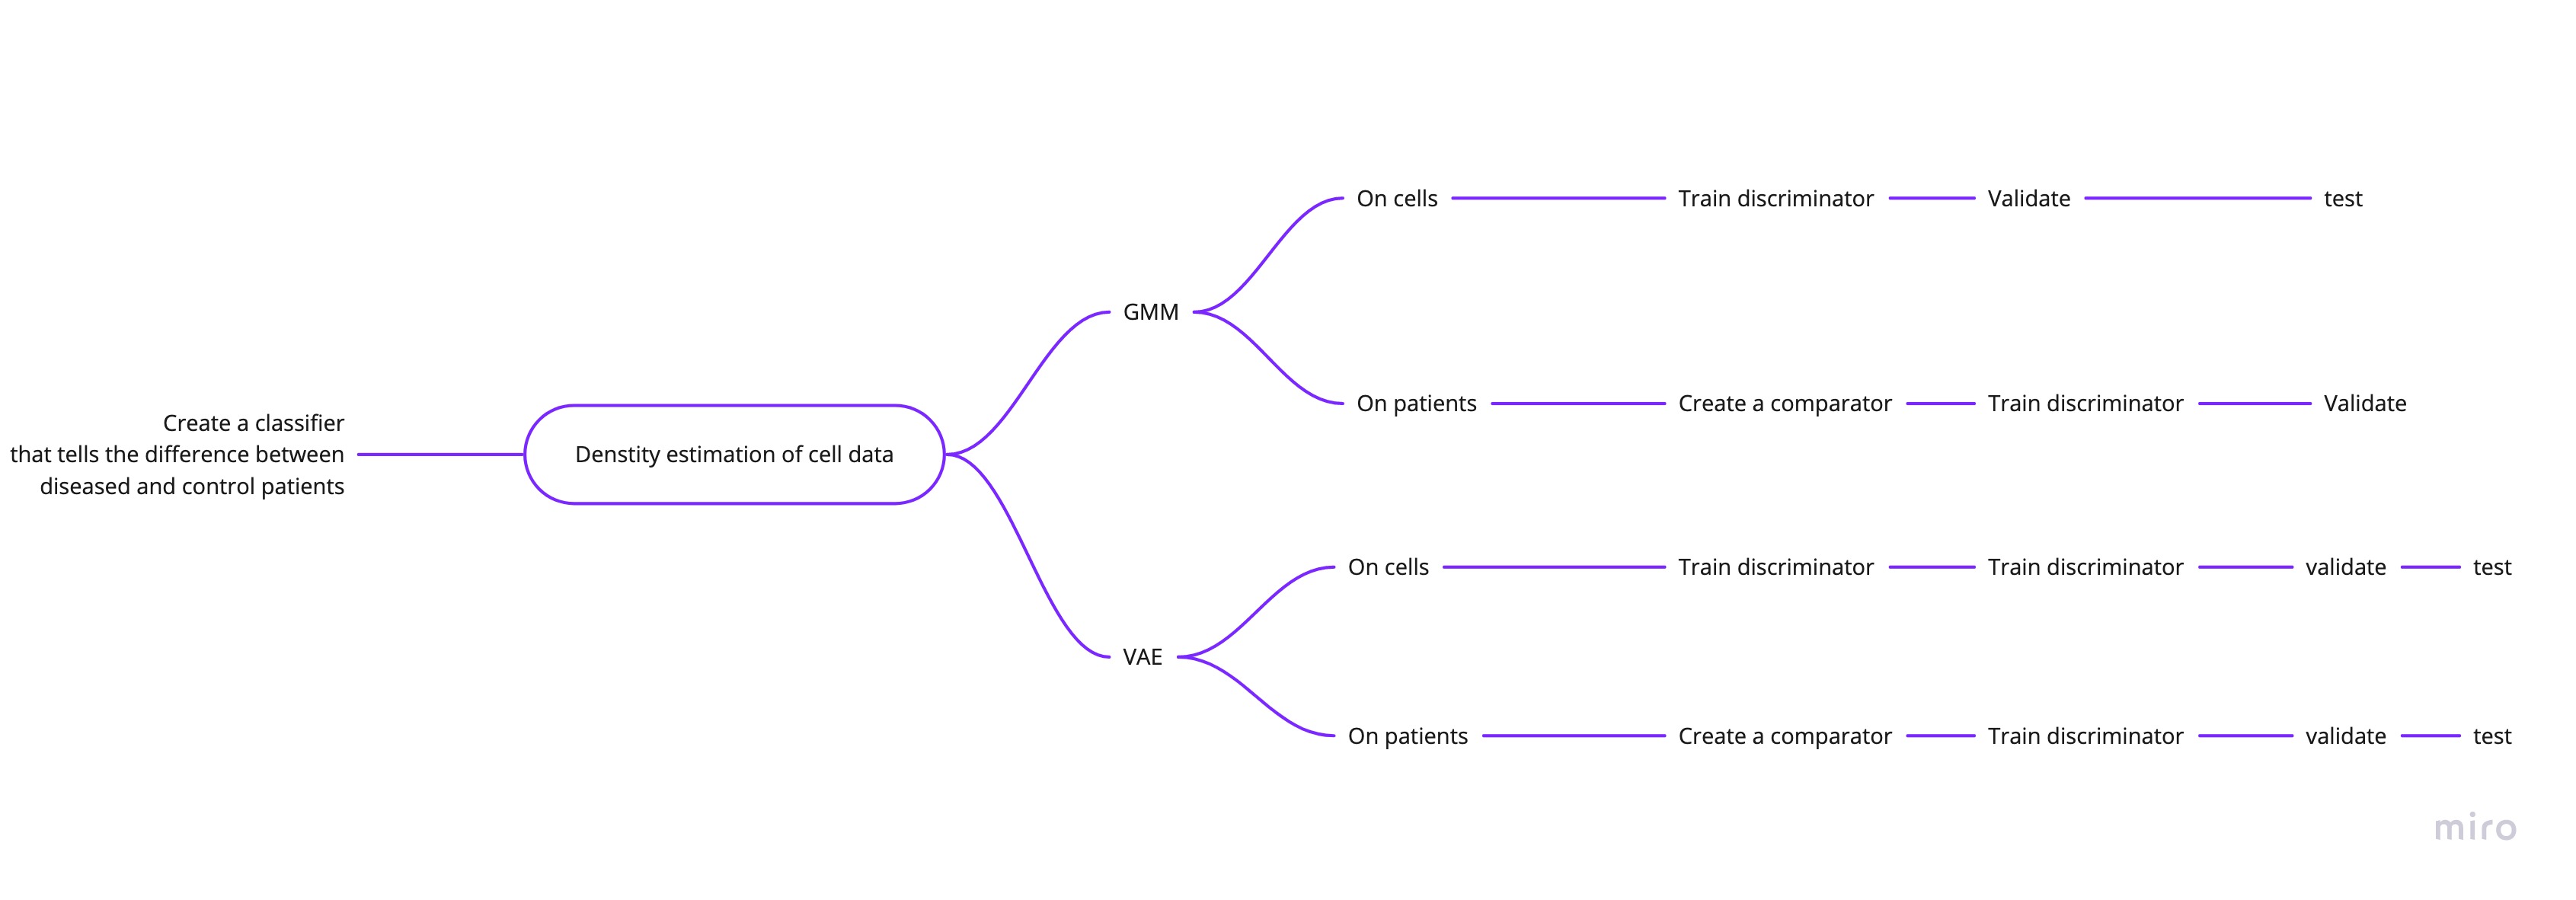 Create a classifier
that tells the difference between
diseased and control patients
Denstity estimation of cell data
GMM
On cells
Train discriminator
Validate
test
On patients
Create a comparator
Train discriminator
Validate
VAE
On cells
Train discriminator
Train discriminator
validate
test
On patients
Create a comparator
Train discriminator
validate
test
miro